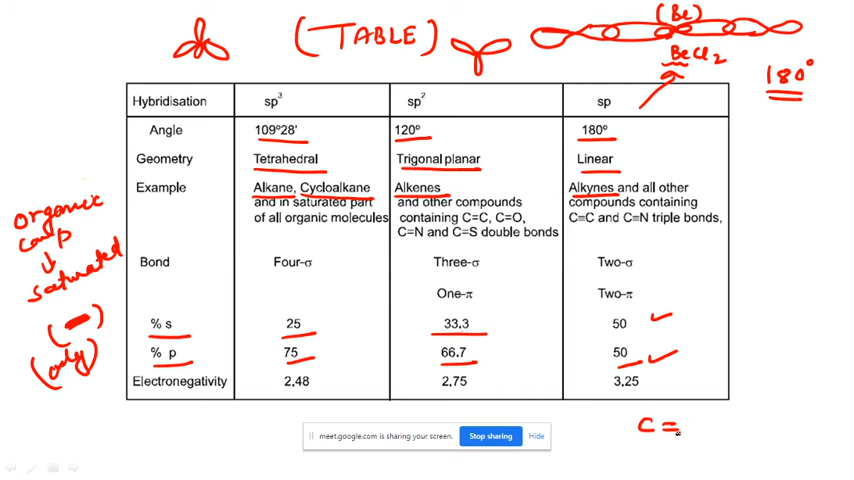 (TABLE)
(Be)
BeCl2
180°
Hybridisation sp3 sp2 sp
Angle 109°28' 120° 180°
Geometry Tetrahedral Trigonal planar Linear
Example Alkane, Cycloalkane Alkenes Alkynes and all other
and in saturated part and other compounds compounds containing
of all organic molecules containing C=C, C=O, C≡C and C≡N triple bonds,
C=N and C=S double bonds
organic
comp
saturated
Bond Four-σ Three-σ Two-σ
One-π Two-π
% s 25 33.3 50
(only)
% p 75 66.7 50
Electronegativity 2.48 2.75 3.25
C =
meet.google.com is sharing your screen. Stop sharing Hide